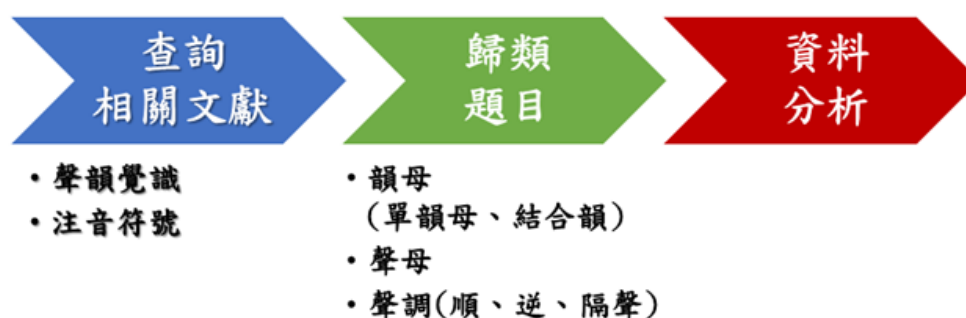 查詢
相關文獻
歸類
題目
資料
分析
・聲韻覺識
・注音符號
・韻母
(單韻母、結合韻)
・聲母
・聲調(順、逆、隔聲)